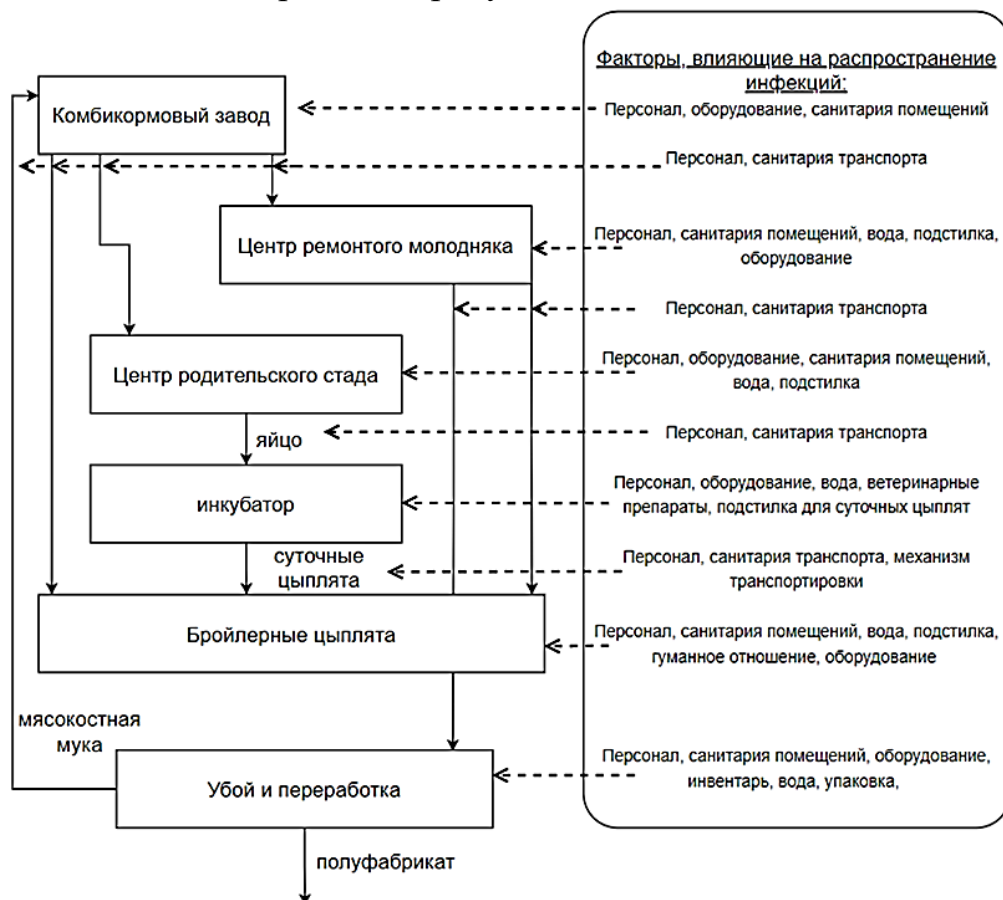 Факторы, влияющие на распространение
инфекций:
Комбикормовый завод
Персонал, оборудование, санитария помещений
Персонал, санитария транспорта
Центр ремонтого молодняка
Персонал, санитария помещений, вода, подстилка,
оборудование
Персонал, санитария транспорта
Центр родительского стада
Персонал, оборудование, санитария помещений,
вода, подстилка
яйцо
Персонал, санитария транспорта
инкубатор
Персонал, оборудование, вода, ветеринарные
препараты, подстилка для суточных цыплят
суточные
цыплята
Персонал, санитария транспорта, механизм
транспортировки
Бройлерные цыплята
Персонал, санитария помещений, вода, подстилка,
гуманное отношение, оборудование
мясокостная
мука
Убой и переработка
Персонал, санитария помещений, оборудование,
инвентарь, вода, упаковка,
полуфабрикат